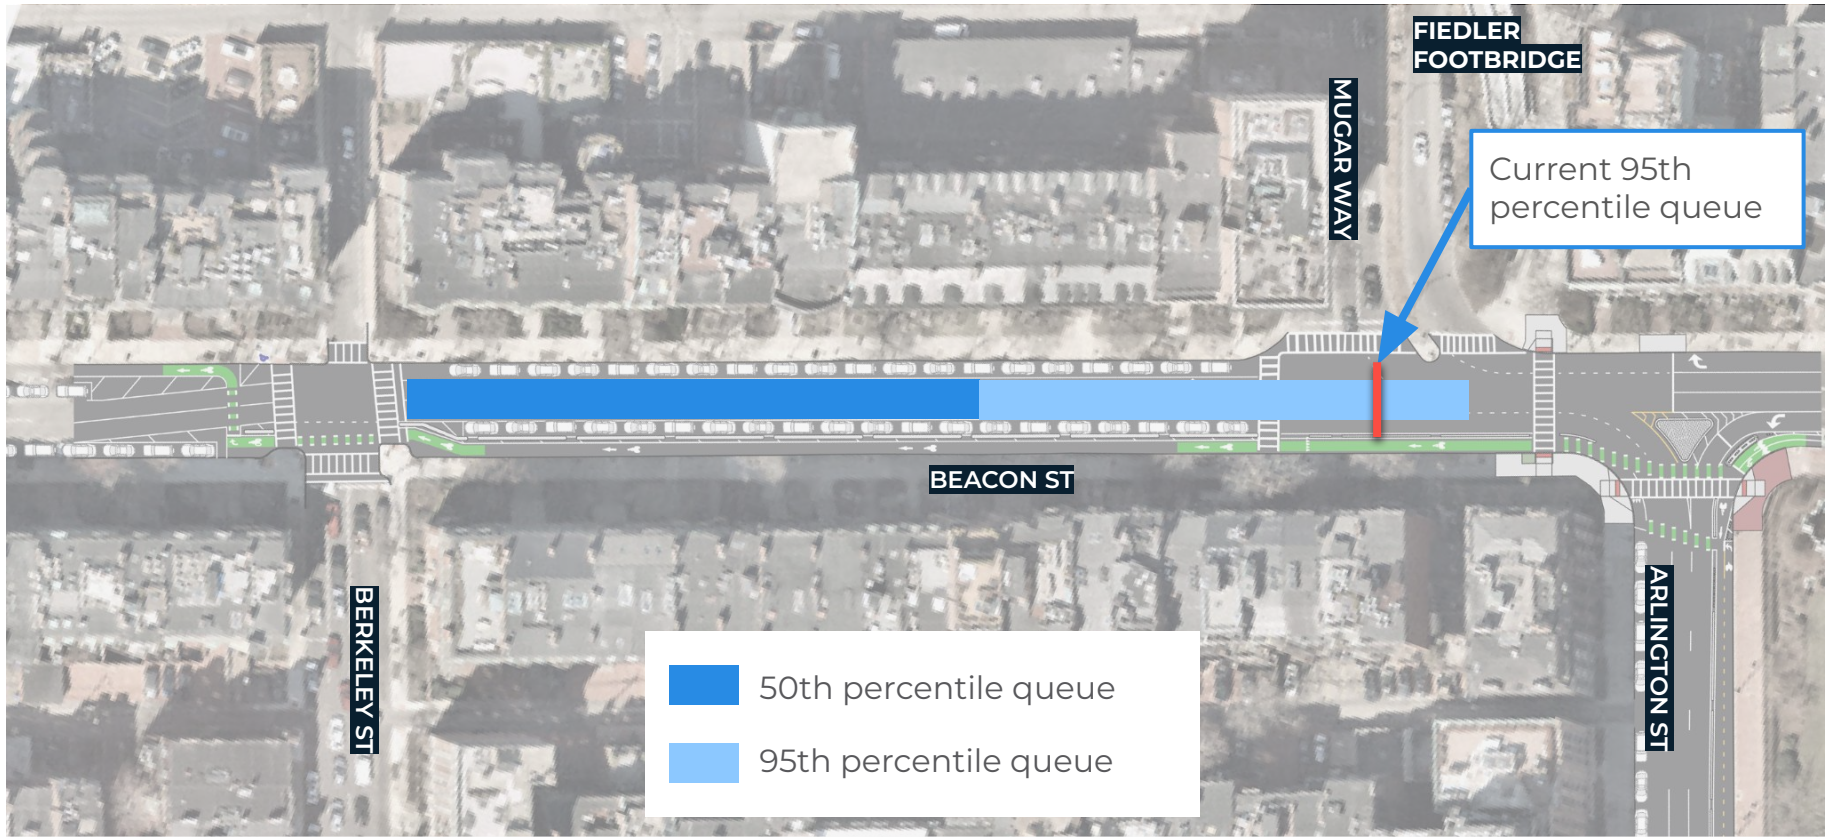 FIEDLER
FOOTBRIDGE
MUGAR WAY
Current 95th
percentile queue
BEACON ST
BERKELEY ST
ARLINGTON ST
50th percentile queue
95th percentile queue